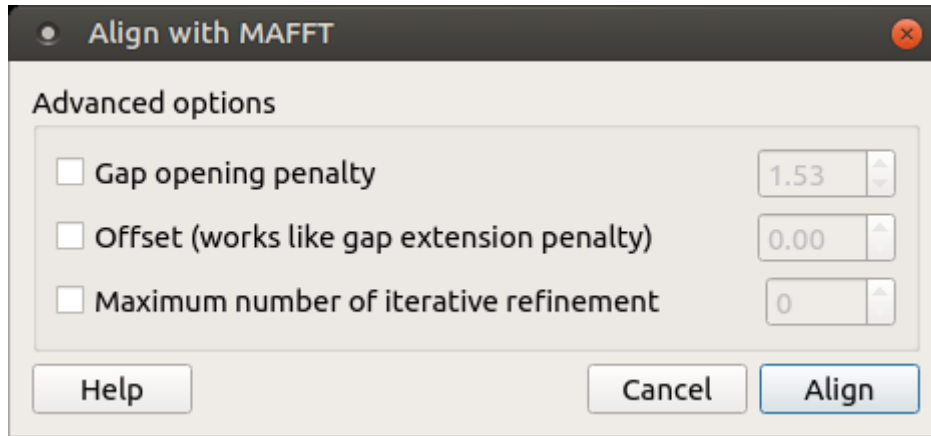 Align with MAFFT
Advanced options
Gap opening penalty 1.53
Offset (works like gap extension penalty) 0.00
Maximum number of iterative refinement 0
Help Cancel Align